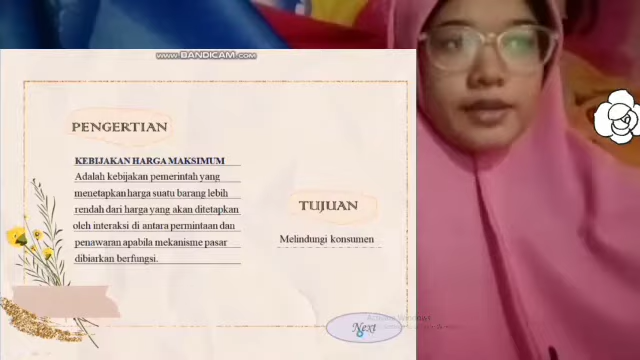 WWW.BANDICAM.COM
PENGERTIAN
KEBIJAKAN HARGA MAKSIMUM
Adalah kebijakan pemerintah yang
menetapkan harga suatu barang lebih
rendah dari harga yang akan ditetapkan
oleh interaksi di antara permintaan dan
penawaran apabila mekanisme pasar
dibiarkan berfungsi.
TUJUAN
Melindungi konsumen
Activate Windows
Next